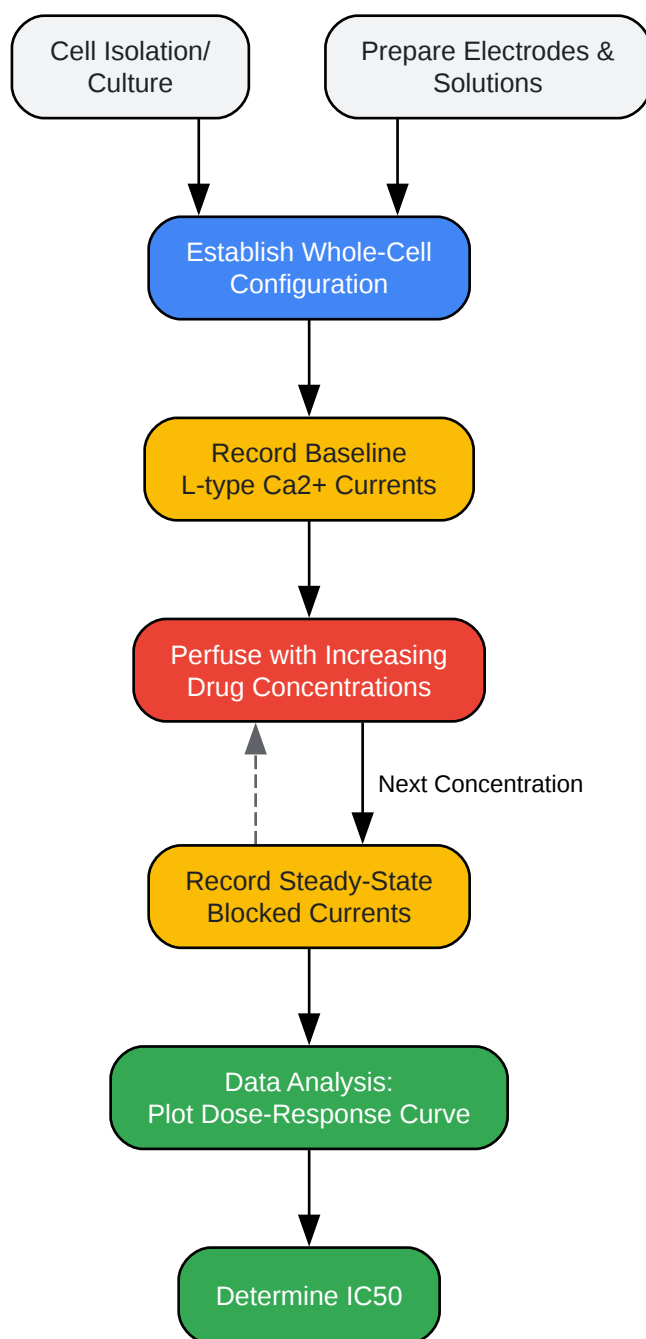 Cell Isolation/
Culture
Prepare Electrodes &
Solutions
Establish Whole-Cell
Configuration
Record Baseline
L-type Ca2+ Currents
Perfuse with Increasing
Drug Concentrations
Next Concentration
Record Steady-State
Blocked Currents
Data Analysis:
Plot Dose-Response Curve
Determine IC50